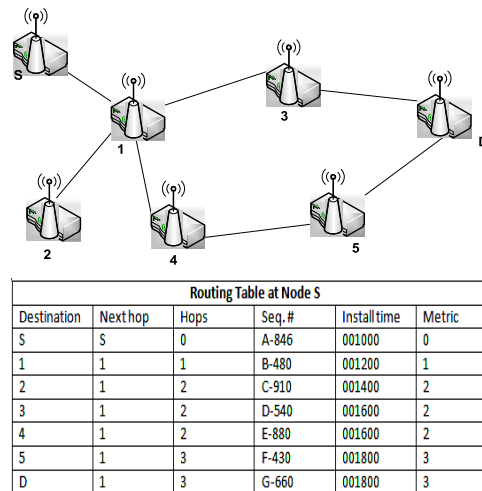 S
1
3
D
2
4
5
Routing Table at Node S
Destination Next hop Hops Seq. # Install time Metric
S S 0 A-846 001000 0
1 1 1 B-480 001200 1
2 1 2 C-910 001400 2
3 1 2 D-540 001600 2
4 1 2 E-880 001600 2
5 1 3 F-430 001800 3
D 1 3 G-660 001800 3